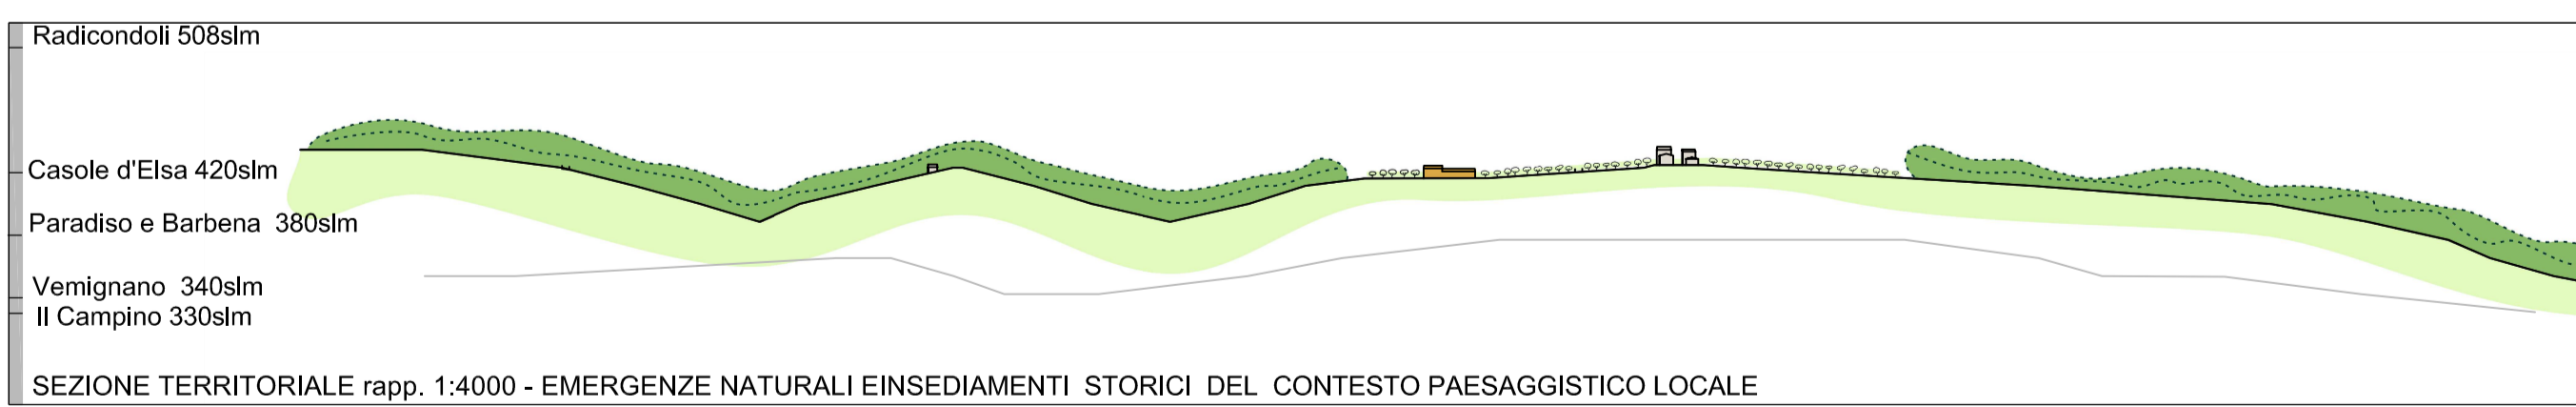 Radicondoli 508slm
Casole d'Elsa 420slm
Paradiso e Barbena 380slm
Vemignano 340slm
Il Campino 330slm
SEZIONE TERRITORIALE rapp. 1:4000 - EMERGENZE NATURALI EINSEDIAMENTI STORICI DEL CONTESTO PAESAGGISTICO LOCALE